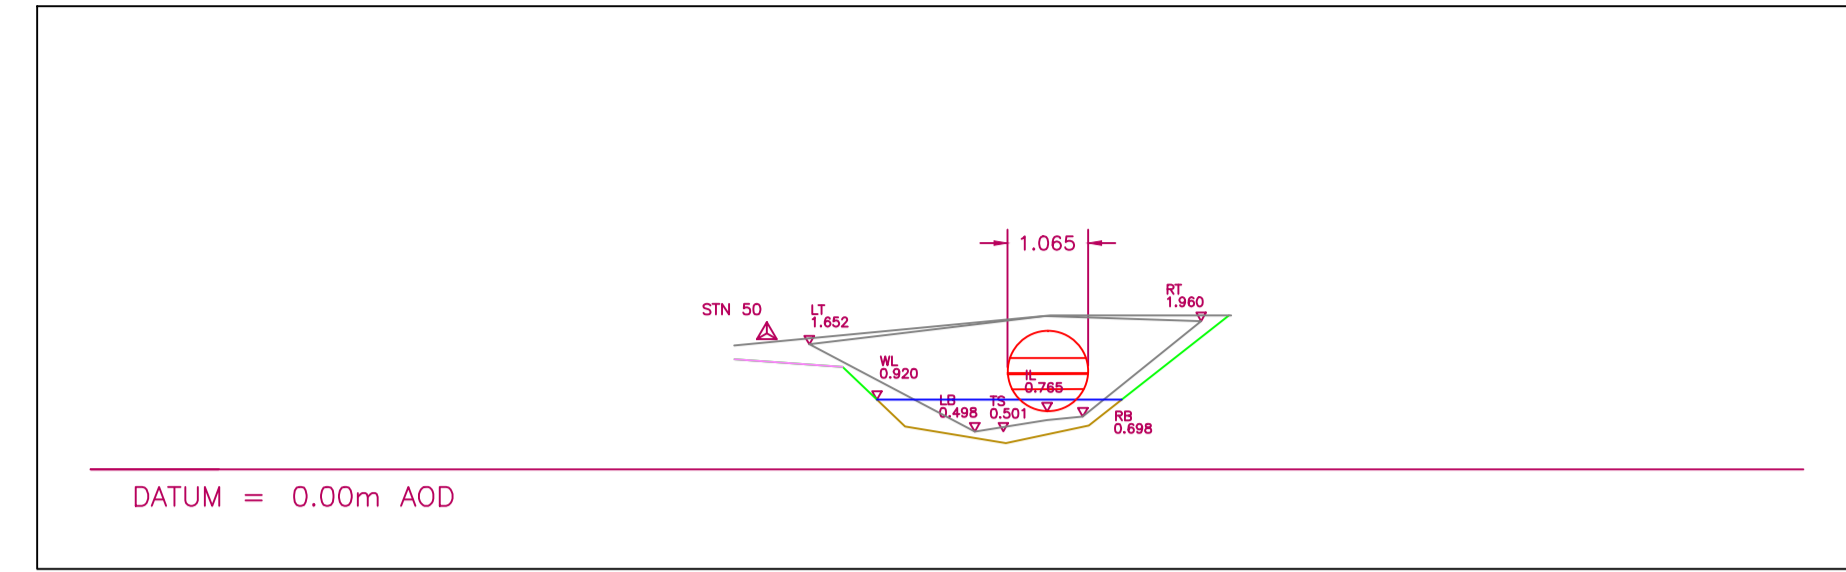 1.065
RT
1.960
STN 50
LT
1.652
WL
0.920
IL
0.765
LB
0.498
TS
0.501
RB
0.698
DATUM = 0.00m AOD